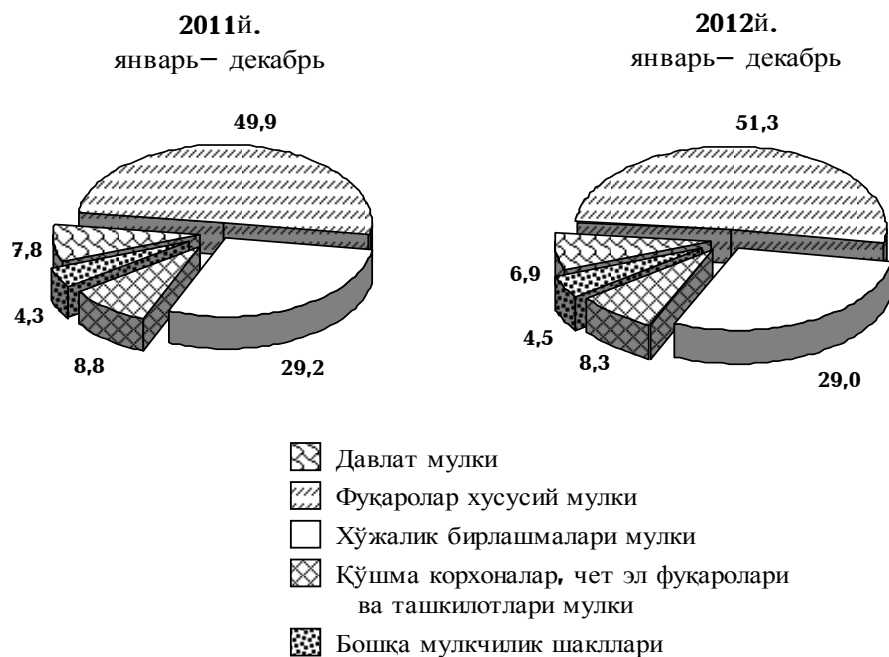 2011й.
январь– декабрь
2012й.
январь– декабрь
49,9
7,8
4,3
8,8
29,2
51,3
6,9
4,5
8,3
29,0
Давлат мулки
Фуқаролар хусусий мулки
Хўжалик бирлашмалари мулки
Қўшма корхоналар, чет эл фуқаролари
ва ташкилотлари мулки
Бошқа мулкчилик шакллари